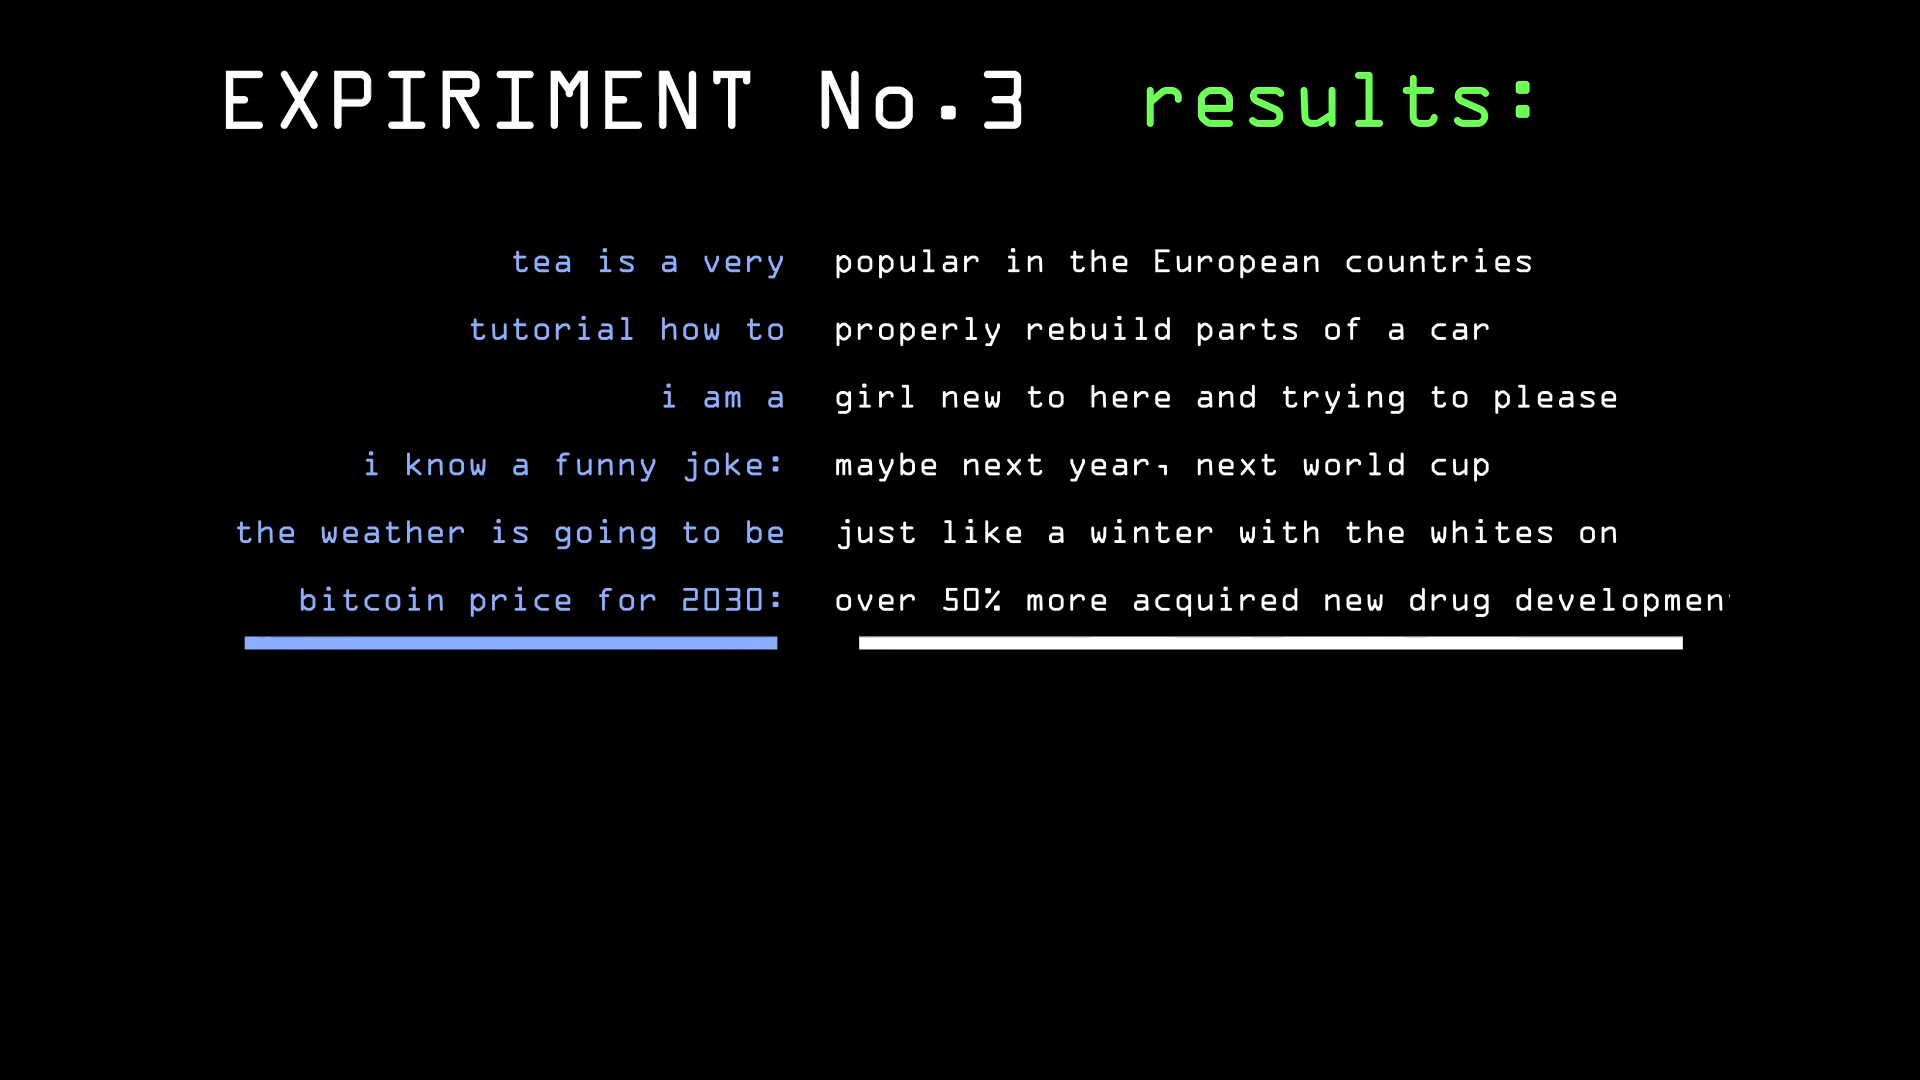 EXPIRIMENT No.3 results:
tea is a very popular in the European countries
tutorial how to properly rebuild parts of a car
i am a girl new to here and trying to please
i know a funny joke: maybe next year, next world cup
the weather is going to be just like a winter with the whites on
bitcoin price for 2030: over 50% more acquired new drug developmen